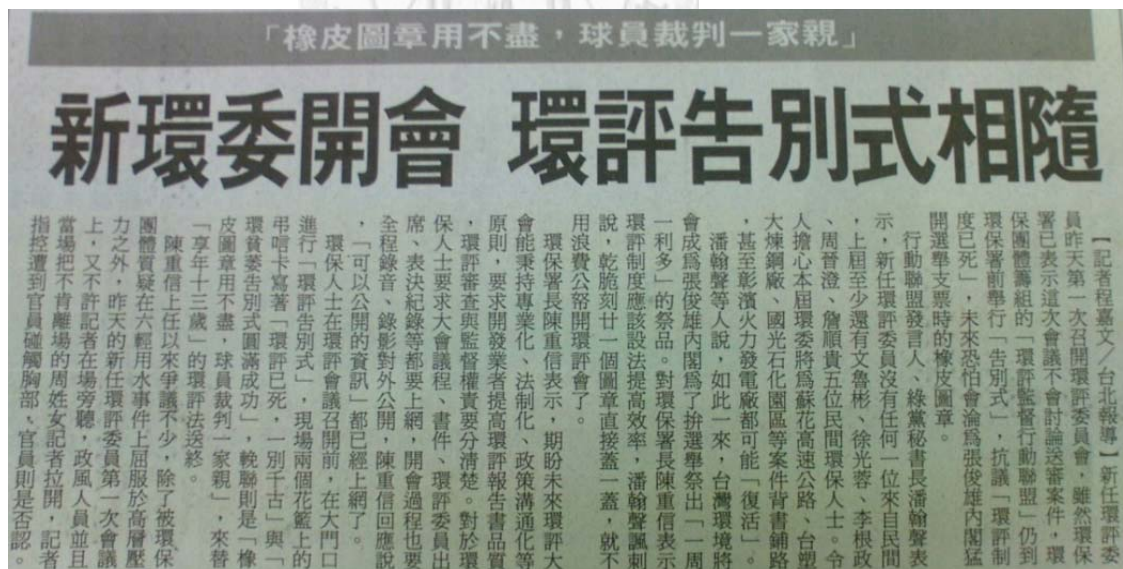 「橡皮圖章用不盡，球員裁判一家親」
新環委開會 環評告別式相隨
【記者程嘉文╱台北報導】新任環評委
員昨天第一次召開環評委員會，雖然環保
署已表示這次會議不會討論送審案件，環
保團體籌組的「環評監督行動聯盟」仍到
環保署前舉行「告別式」，抗議「環評制
度已死」，未來恐怕會淪為張俊雄內閣猛
開選舉支票時的橡皮圖章。
行動聯盟發言人、綠黨秘書長潘翰聲表
示，新任環評委員沒有任何一位來自民間
，上屆至少還有文魯彬、徐光蓉、李根政
、周晉澄、詹順貴五位民間環保人士。令
人擔心本屆環委將爲蘇花高速公路、台塑
大煉鋼廠、國光石化園區等案件背書鋪路
，甚至彰濱火力發電廠都可能「復活」。
潘翰聲等人說，如此一來，台灣環境將
會成爲張俊雄內閣爲了拚選舉祭出「一周
一利多」的祭品。對環保署長陳重信表示
環評制度應該設法提高效率，潘翰聲諷刺
說，乾脆刻廿一個圖章直接蓋一蓋，就不
用浪費公帑開環評會了。
環保署長陳重信表示，期盼未來環評大
會能秉持專業化、法制化、政策溝通化等
原則，要求開發業者提高環評報告書品質
，環評審查與監督權責要分清楚。對於環
保人士要求大會議程、書件、環評委員出
席、表決紀錄等都要上網，開會過程也要
全程錄音、錄影對外公開，陳重信回應說
，「可以公開的資訊」都已經上網了。
環保人士在環評會議召開前，在大門口
進行「環評告別式」，現場兩個花籃上的
弔唁卡寫著「環評已死，一別千古」與「
環貧萎告別式圓滿成功」，輓聯則是「橡
皮圖章用不盡，球員裁判一家親」，來替
「享年十三歲」的環評法送終。
陳重信上任以來爭議不少，除了被環保
團體質疑在六輕用水事件上屈服於高層壓
力之外，昨天的新任環評委員第一次會議
上，又不許記者在場旁聽，政風人員並且
當場把不肯離場的周姓女記者拉開，記者
指控遭到官員碰觸胸部，官員則是否認。